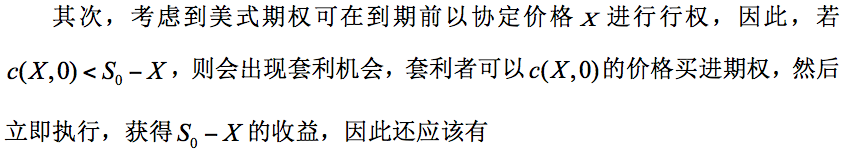 其次，考虑到美式期权可在到期前以协定价格 X 进行行权，因此，若
c(X,0) < S₀ − X，则会出现套利机会，套利者可以 c(X,0) 的价格买进期权，然后
立即执行，获得 S₀ − X 的收益，因此还应该有